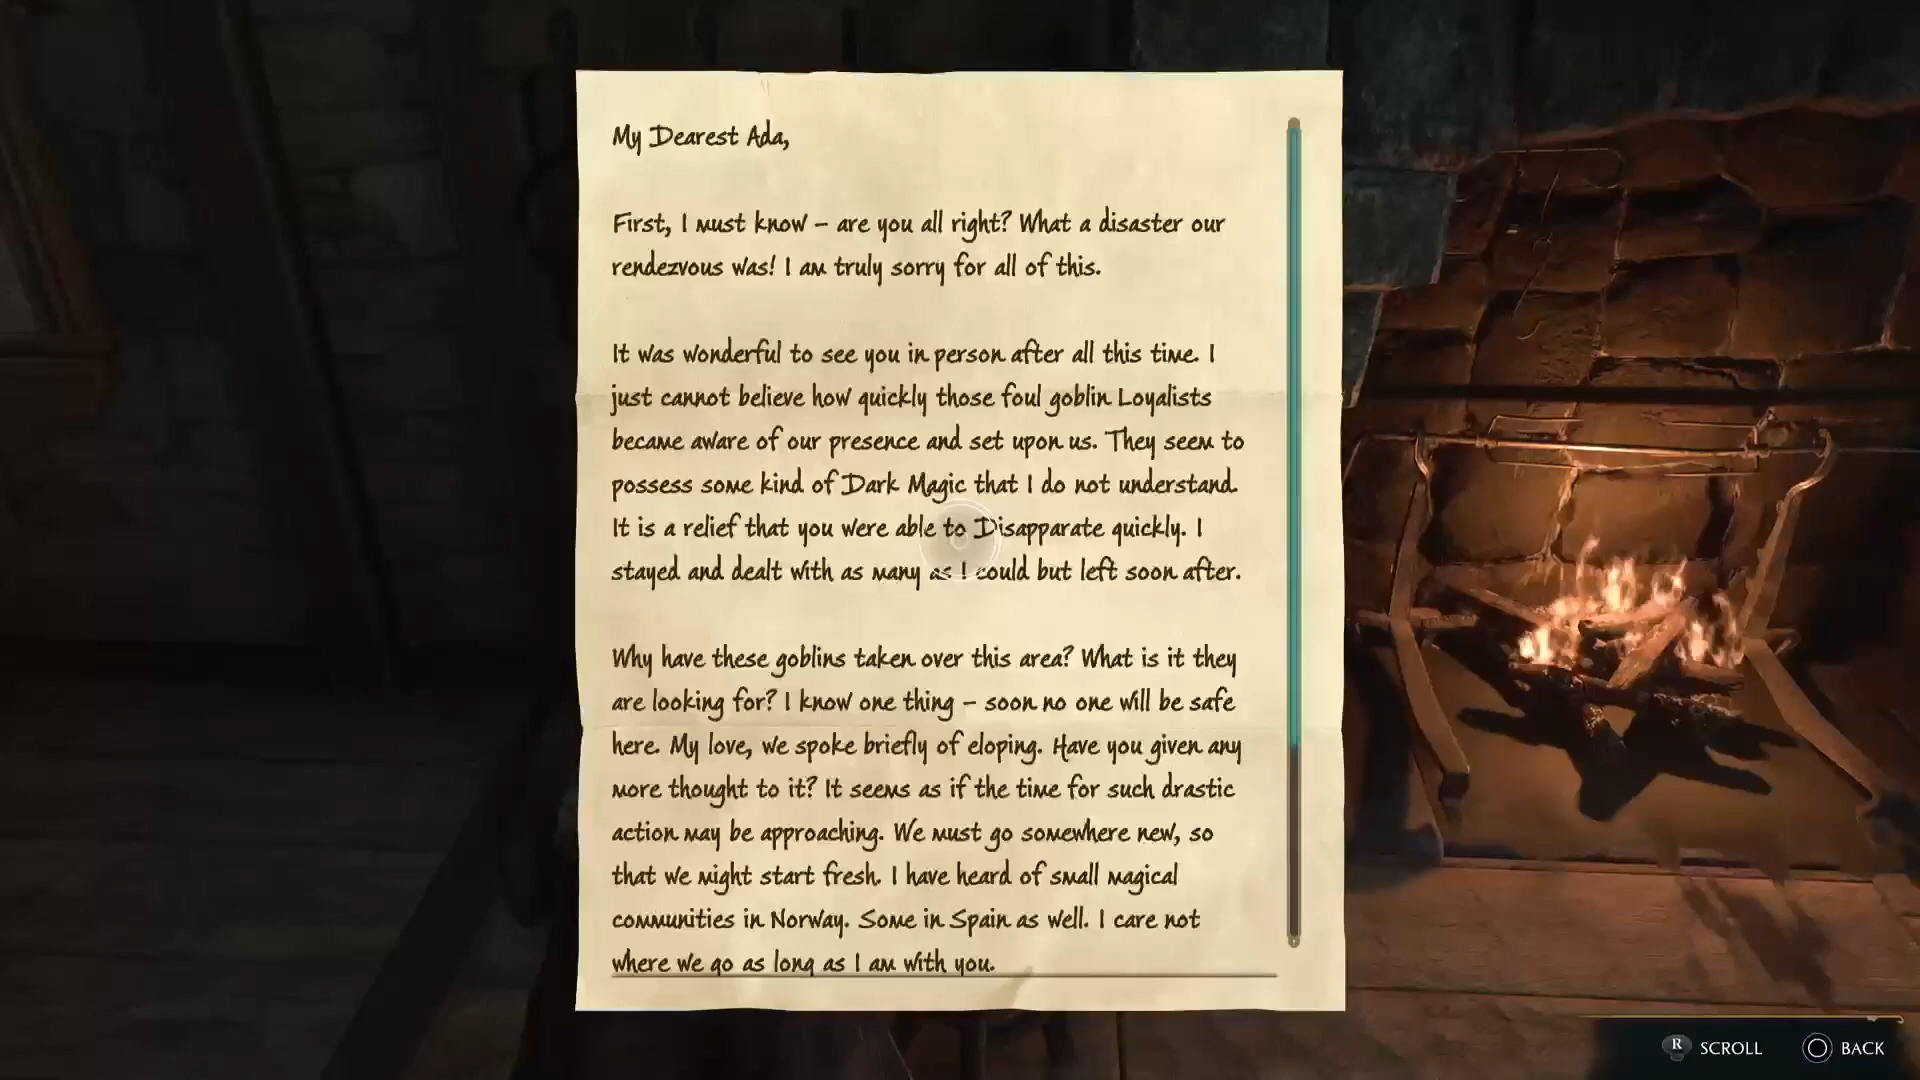 My Dearest Ada,
First, I must know – are you all right? What a disaster our
rendezvous was! I am truly sorry for all of this.
It was wonderful to see you in person after all this time. I
just cannot believe how quickly those foul goblin Loyalists
became aware of our presence and set upon us. They seem to
possess some kind of Dark Magic that I do not understand.
It is a relief that you were able to Disapparate quickly. I
stayed and dealt with as many as I could but left soon after.
Why have these goblins taken over this area? What is it they
are looking for? I know one thing – soon no one will be safe
here. My love, we spoke briefly of eloping. Have you given any
more thought to it? It seems as if the time for such drastic
action may be approaching. We must go somewhere new, so
that we might start fresh. I have heard of small magical
communities in Norway. Some in Spain as well. I care not
where we go as long as I am with you.
R SCROLL BACK